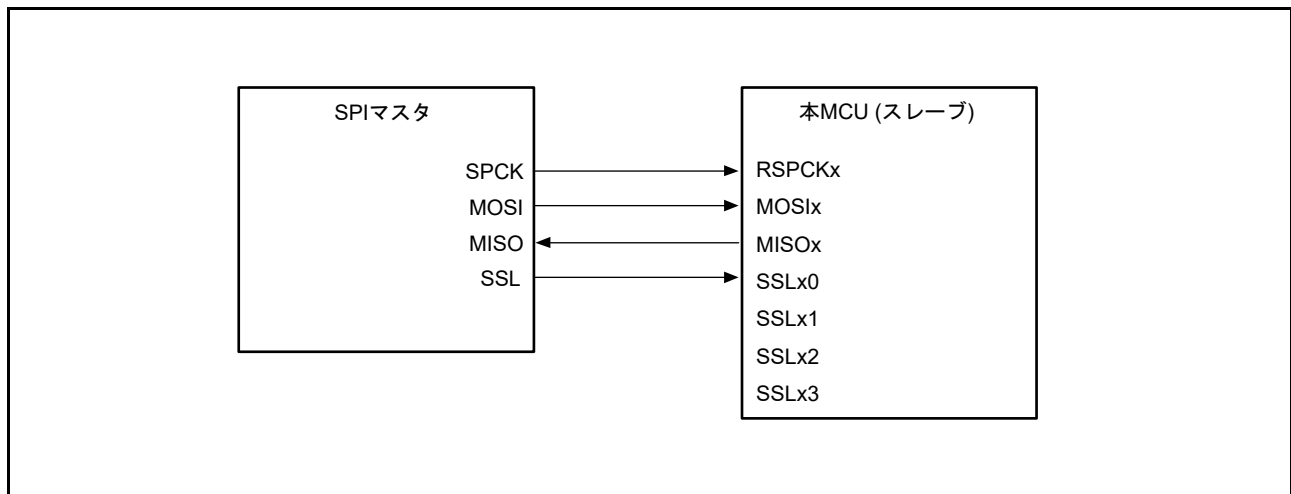 SPIマスタ
SPCK
MOSI
MISO
SSL
本MCU (スレーブ)
RSPCKx
MOSIx
MISOx
SSLx0
SSLx1
SSLx2
SSLx3